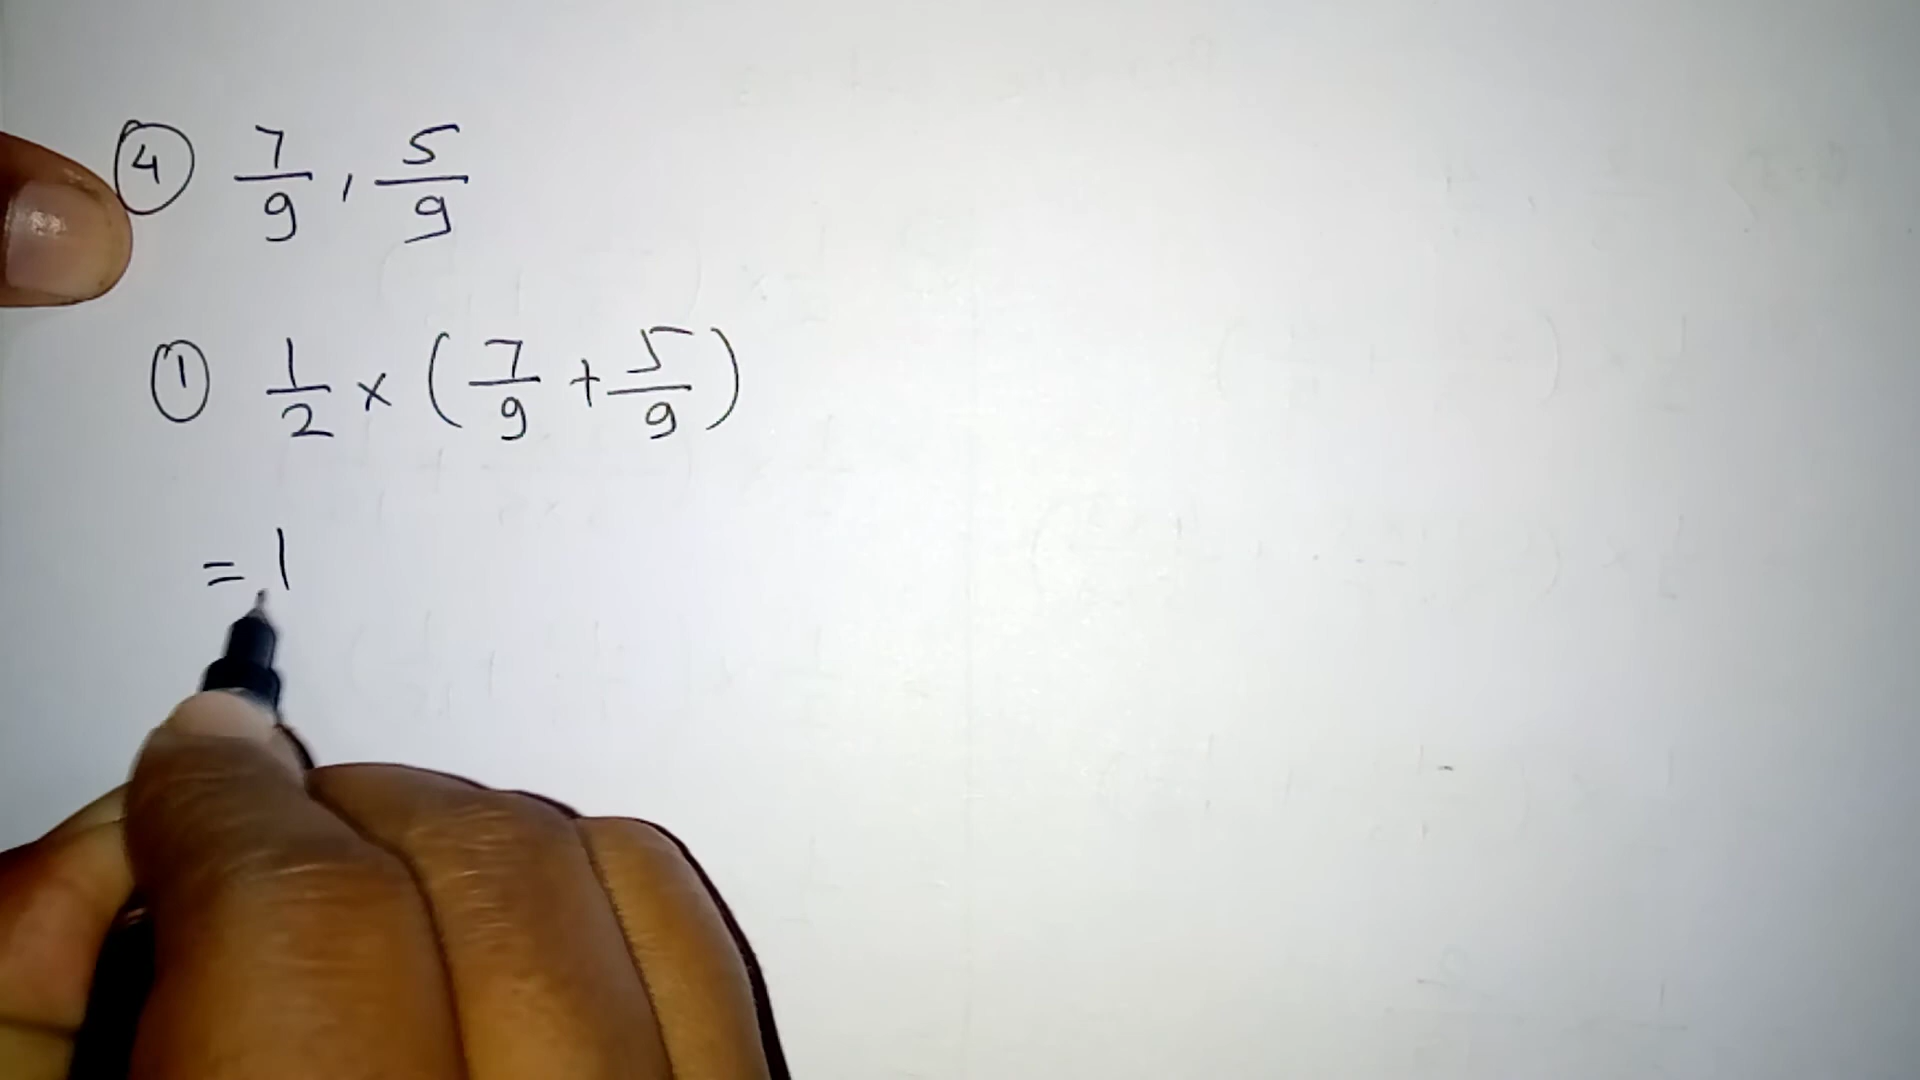 ④ 7/9 , 5/9
① 1/2 × (7/9 + 5/9)
= 1